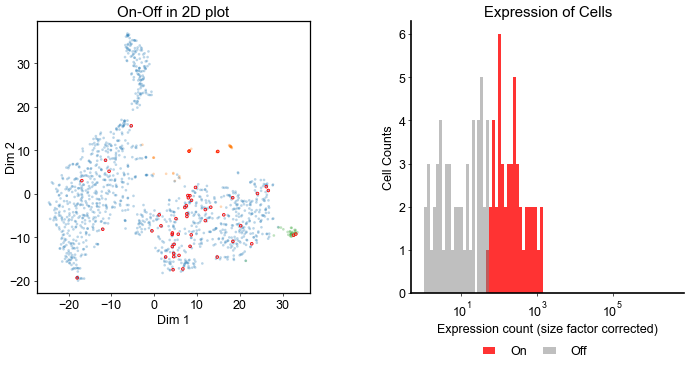 On-Off in 2D plot
30
20
10
0
−10
−20
Dim 2
−20 −10 0 10 20 30
Dim 1
Expression of Cells
6
5
4
3
2
1
0
Cell Counts
10^1 10^3 10^5
Expression count (size factor corrected)
On Off